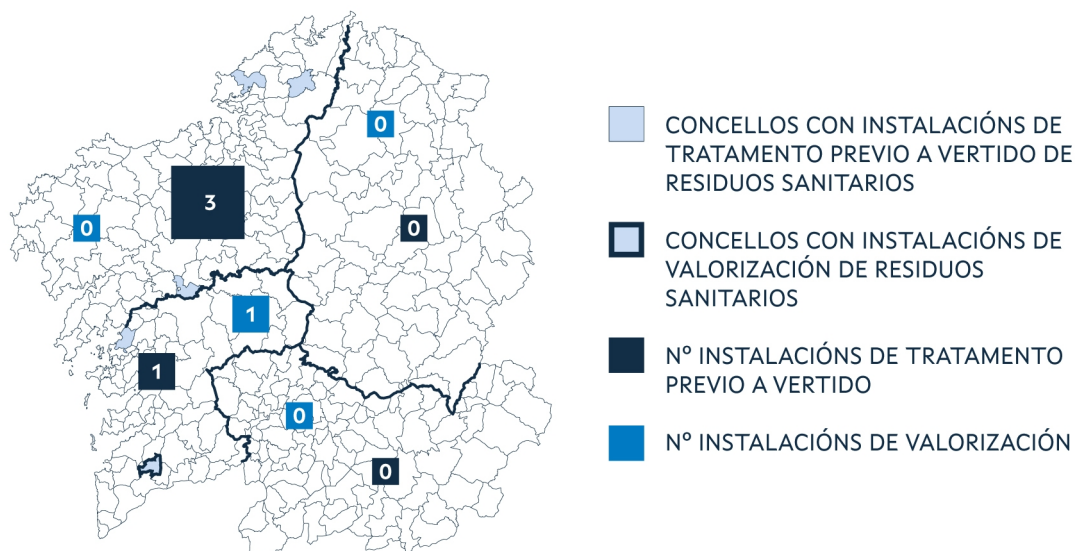 0
3
0
0
1
1
0
0
CONCELLOS CON INSTALACIÓNS DE
TRATAMENTO PREVIO A VERTIDO DE
RESIDUOS SANITARIOS
CONCELLOS CON INSTALACIÓNS DE
VALORIZACIÓN DE RESIDUOS
SANITARIOS
Nº INSTALACIÓNS DE TRATAMENTO
PREVIO A VERTIDO
Nº INSTALACIÓNS DE VALORIZACIÓN